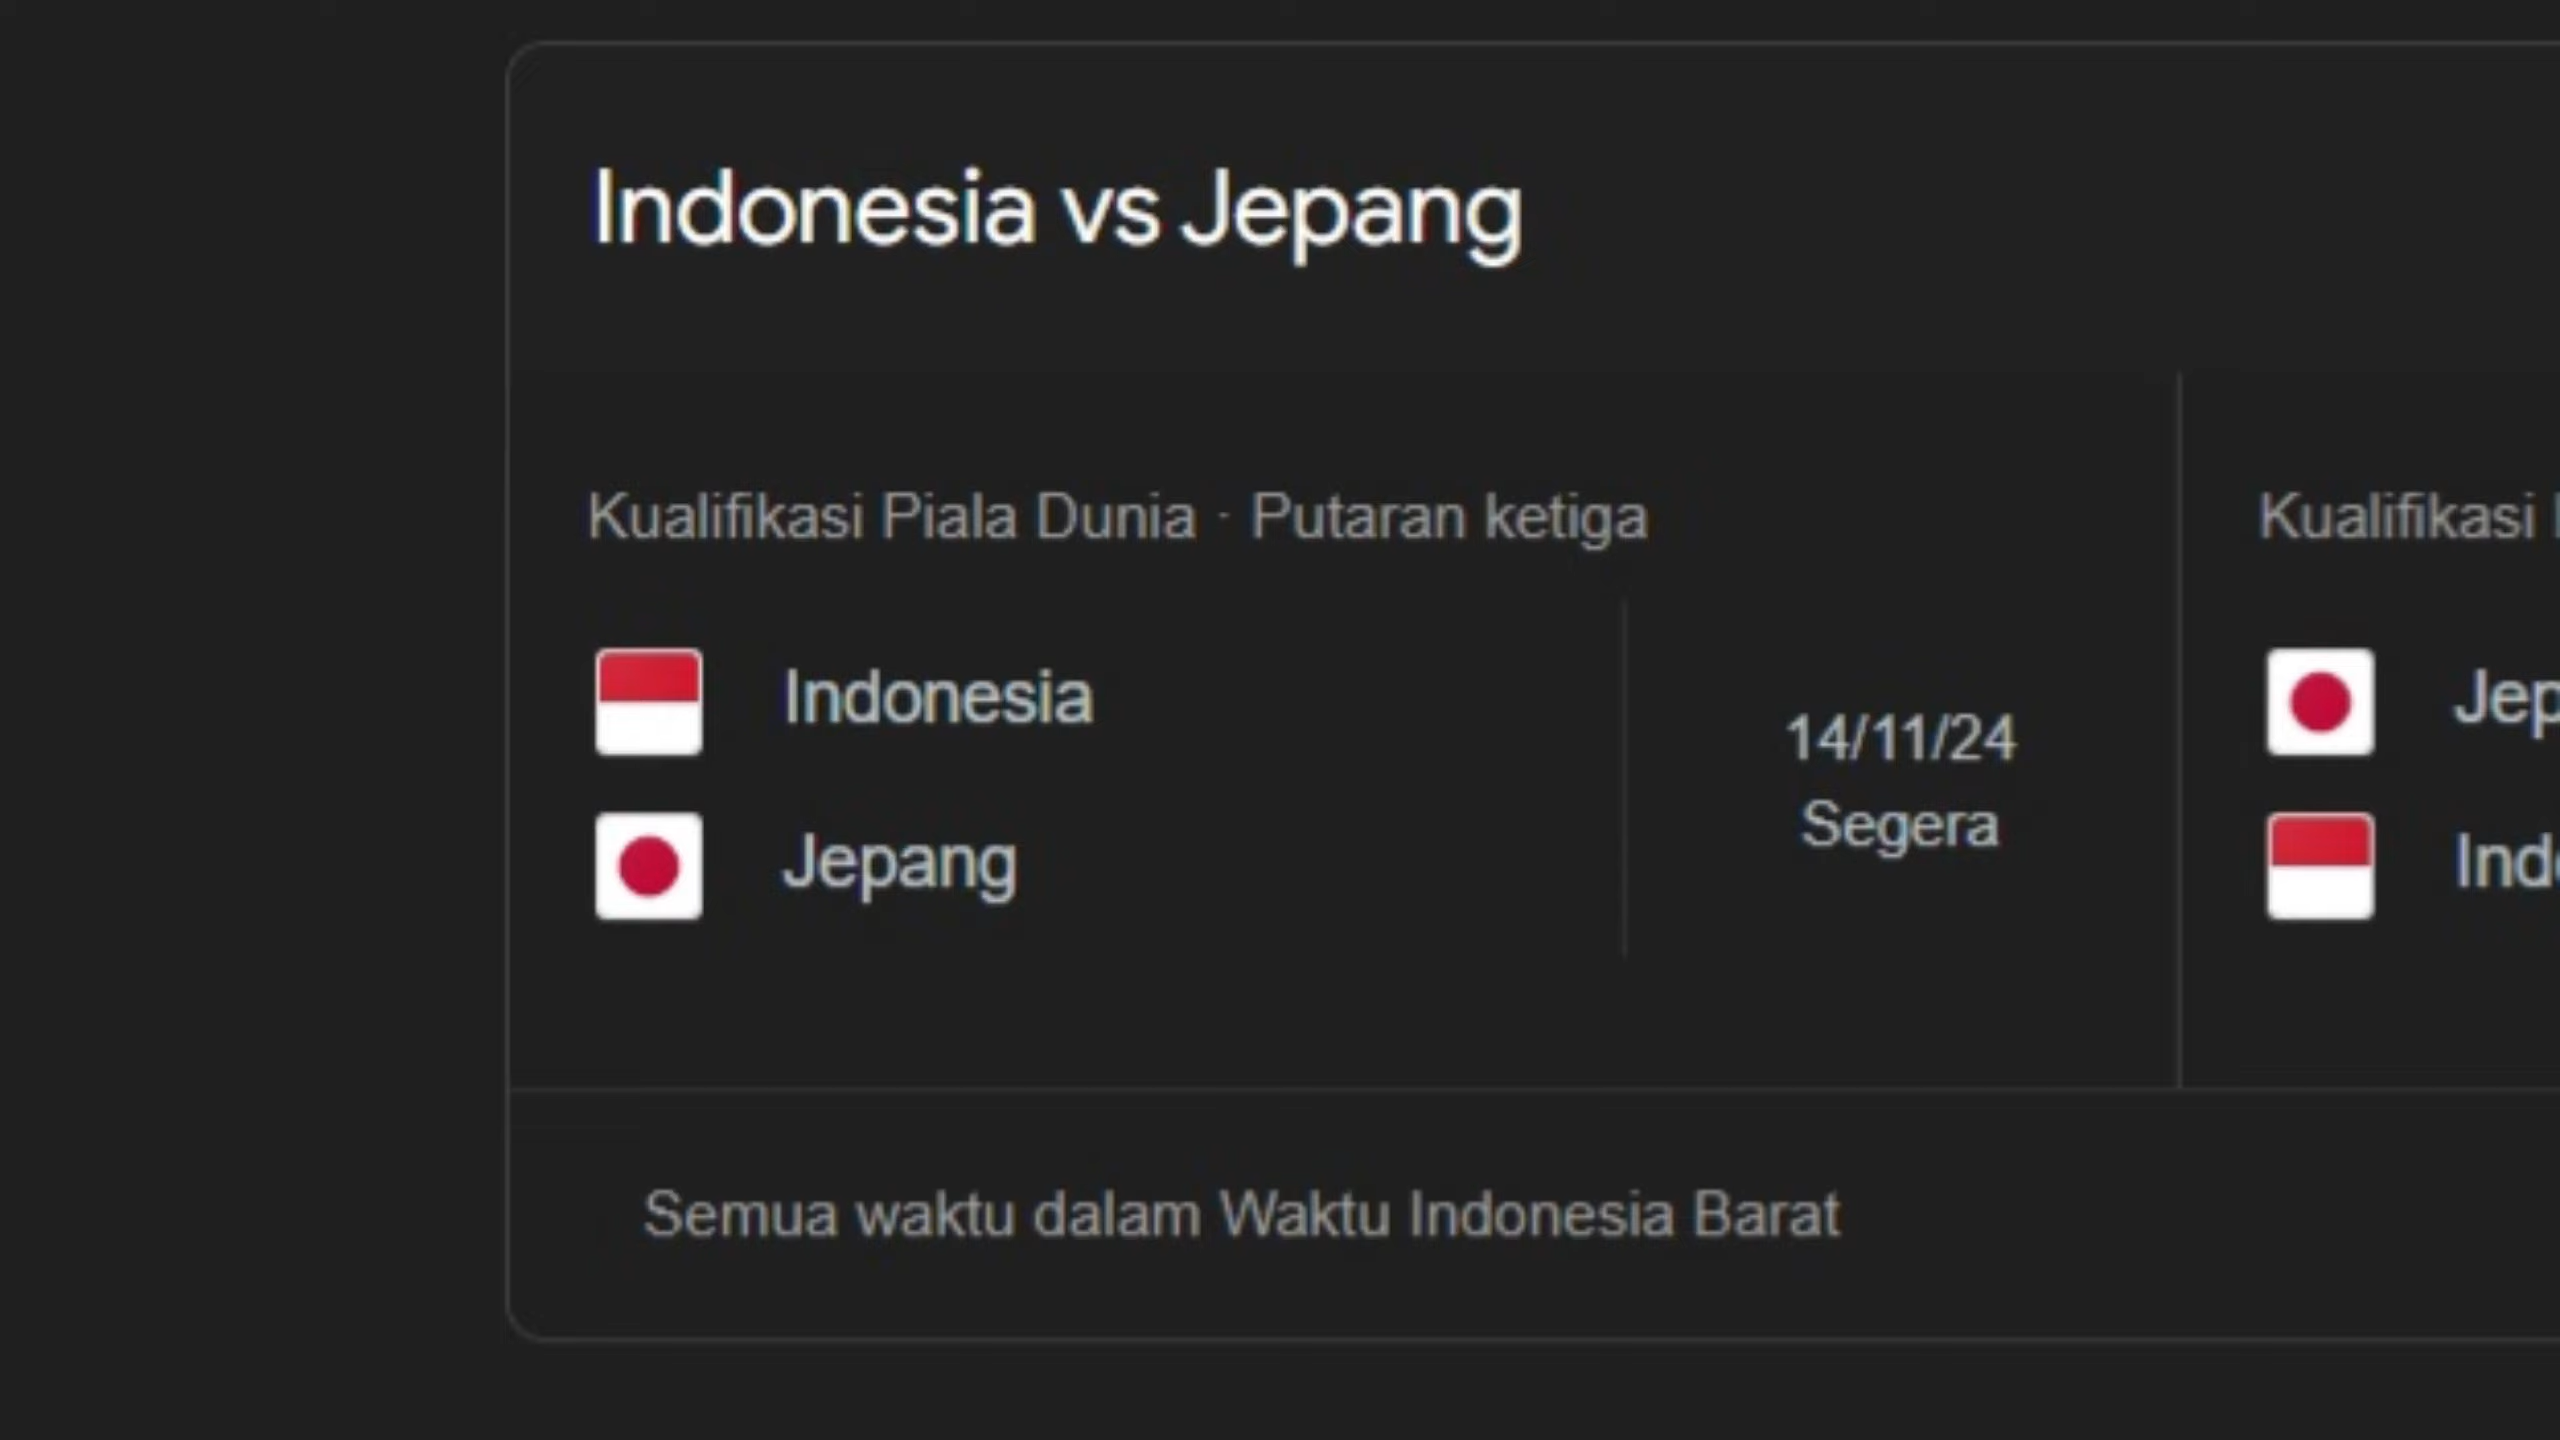 Indonesia vs Jepang
Kualifikasi Piala Dunia · Putaran ketiga
Indonesia
Jepang
14/11/24
Segera
Kualifikasi
Semua waktu dalam Waktu Indonesia Barat